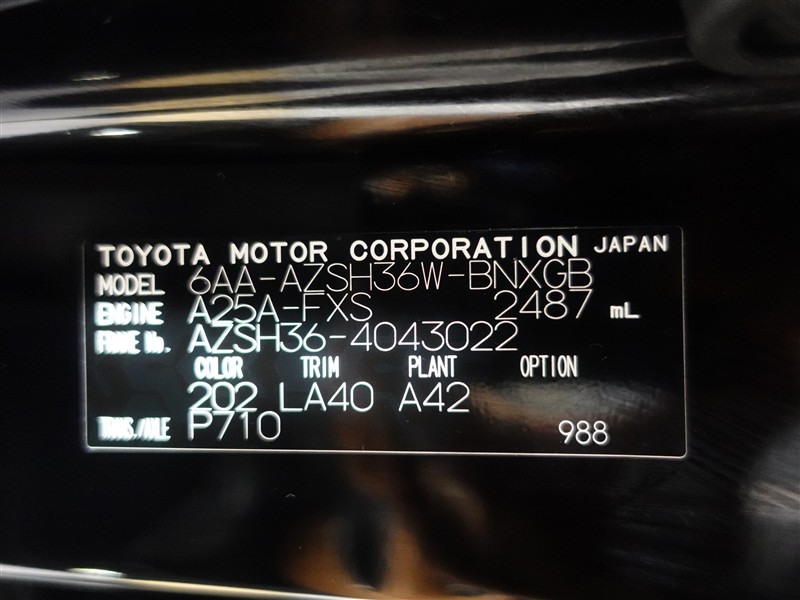 TOYOTA MOTOR CORPORATION JAPAN
MODEL 6AA-AZSH36W-BNXGB
ENGINE A25A-FXS 2487 mL
FRAME No. AZSH36-4043022
COLOR TRIM PLANT OPTION
202 LA40 A42
TRANS./AXLE P710 988